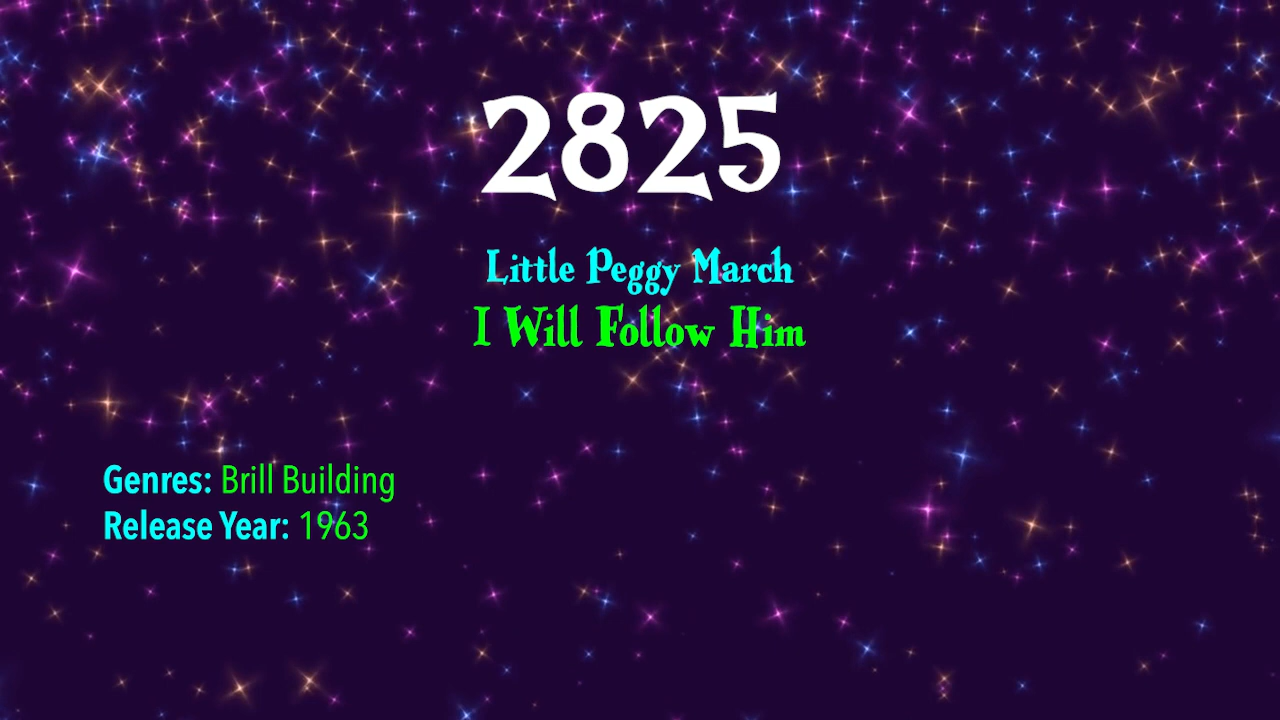 2825
Little Peggy March
I Will Follow Him
Genres: Brill Building
Release Year: 1963